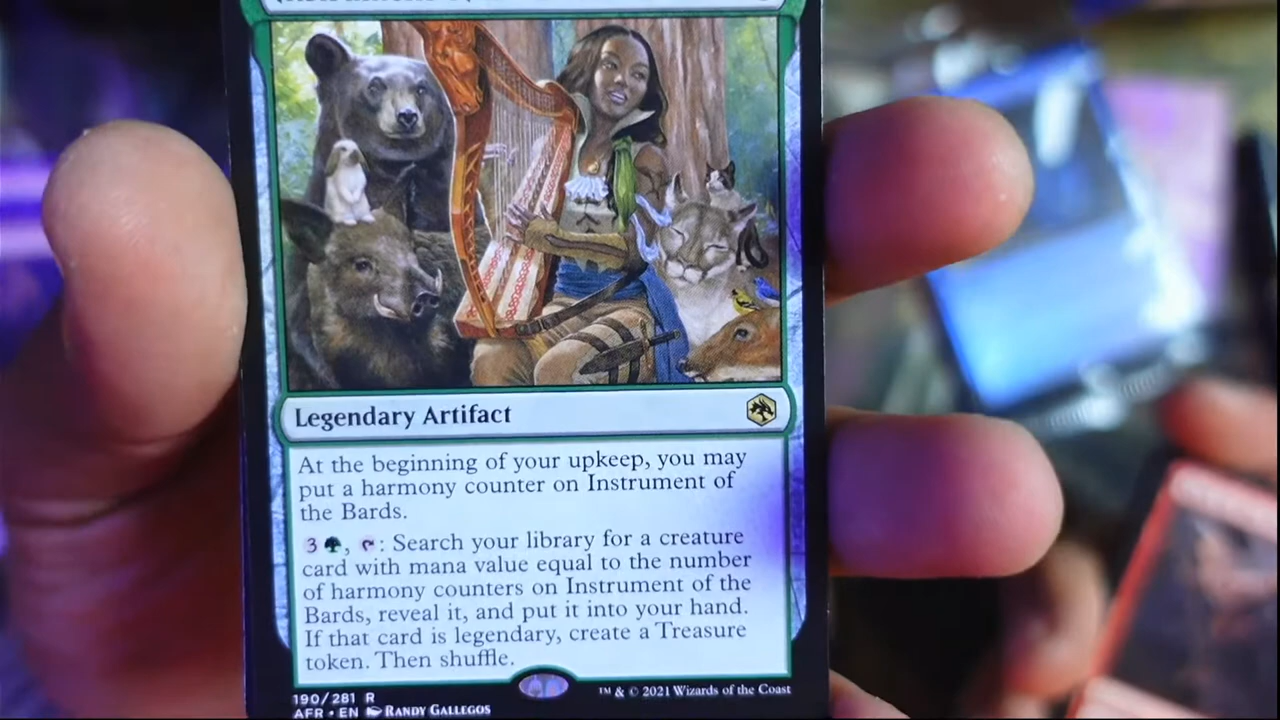 Legendary Artifact
At the beginning of your upkeep, you may
put a harmony counter on Instrument of
the Bards.
3 , : Search your library for a creature
card with mana value equal to the number
of harmony counters on Instrument of the
Bards, reveal it, and put it into your hand.
If that card is legendary, create a Treasure
token. Then shuffle.
190/281 R
AFR • EN RANDY GALLEGOS
™ & © 2021 Wizards of the Coast